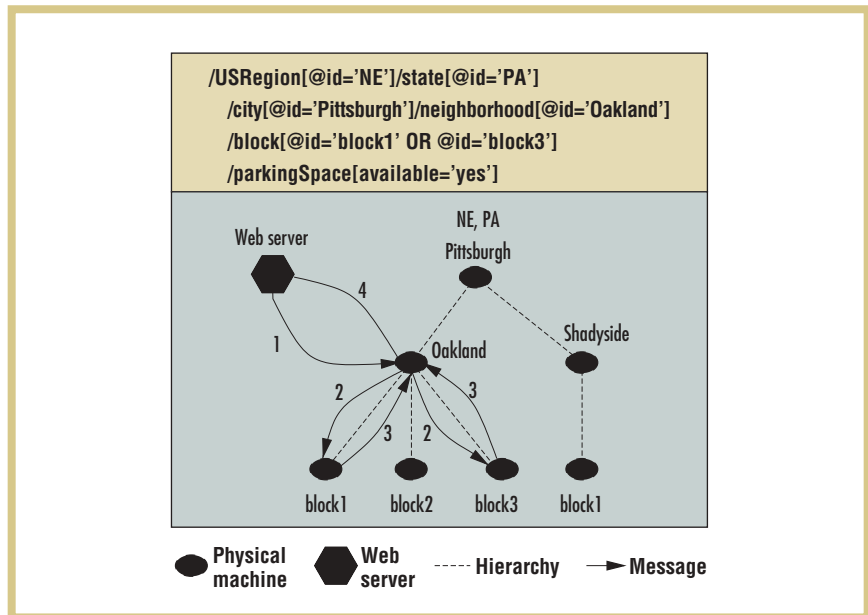 /USRegion[@id='NE']/state[@id='PA']
/city[@id='Pittsburgh']/neighborhood[@id='Oakland']
/block[@id='block1' OR @id='block3']
/parkingSpace[available='yes']
NE, PA
Web server
Pittsburgh
4
1
Shadyside
Oakland
2
3
3
2
block1
block2
block3
block1
Physical
machine
Web
server
Hierarchy
Message